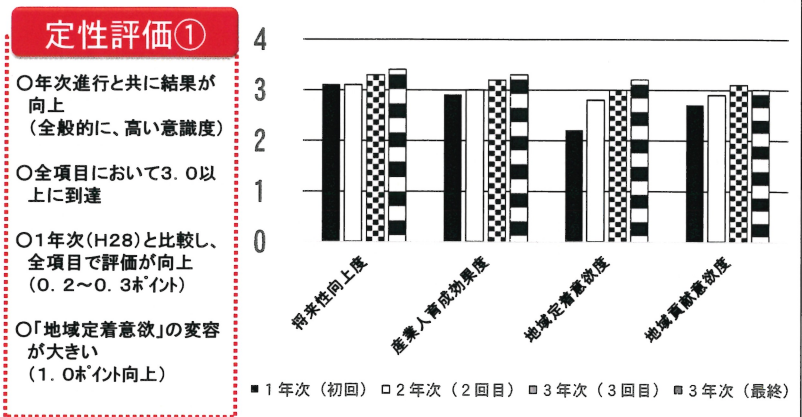 定性評価①
○年次進行と共に結果が
向上
(全般的に、高い意識度)
○全項目において3.0以
上に到達
○1年次(H28)と比較し、
全項目で評価が向上
(0.2~0.3ポイント)
○「地域定着意欲」の変容
が大きい
(1.0ポイント向上)
4
3
2
1
0
将来性向上度
産業人育成効果度
地域定着意欲度
地域貢献意欲度
■1年次(初回) □2年次(2回目) ■3年次(3回目) ■3年次(最終)